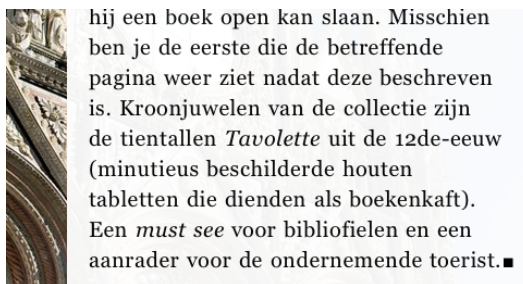 hij een boek open kan slaan. Misschien
ben je de eerste die de betreffende
pagina weer ziet nadat deze beschreven
is. Kroonjuwelen van de collectie zijn
de tientallen Tavolette uit de 12de-eeuw
(minutieus beschilderde houten
tabletten die dienden als boekenkaft).
Een must see voor bibliofielen en een
aanrader voor de ondernemende toerist.■